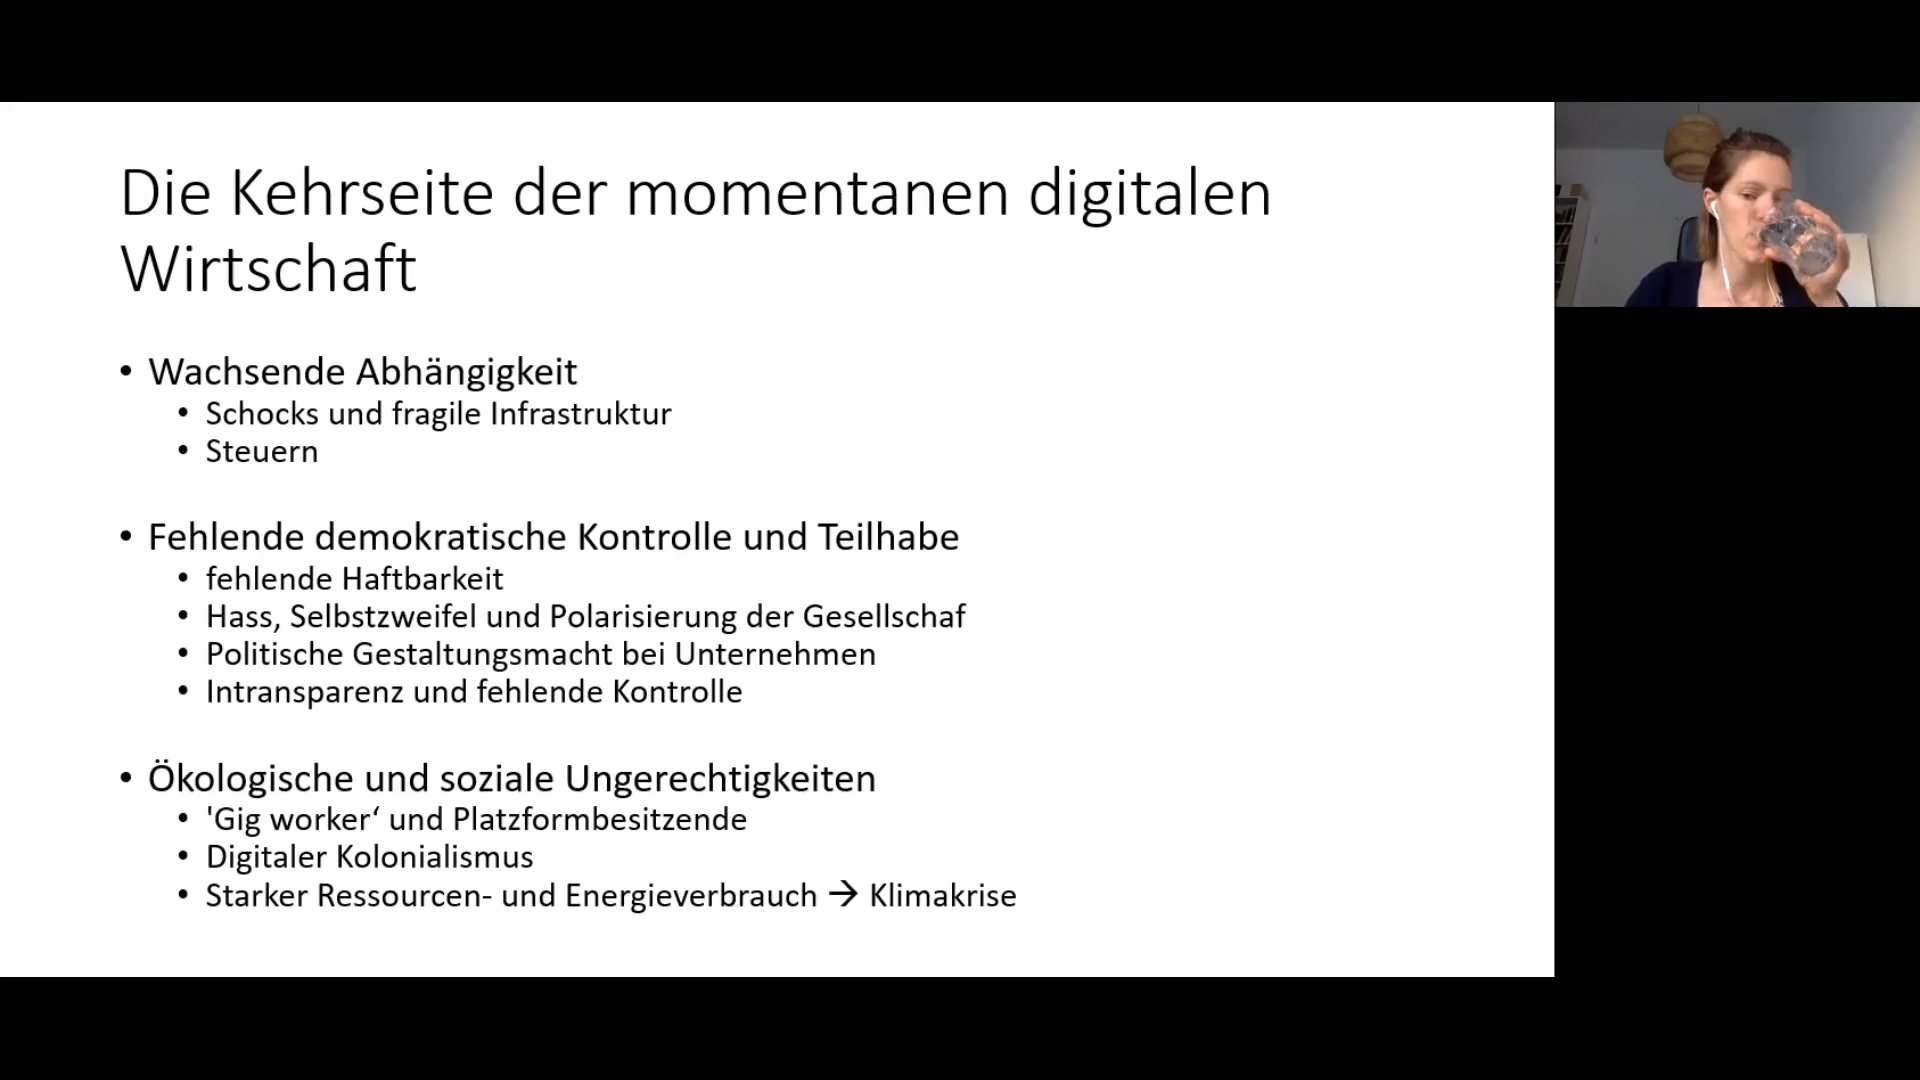 Die Kehrseite der momentanen digitalen
Wirtschaft
• Wachsende Abhängigkeit
• Schocks und fragile Infrastruktur
• Steuern
• Fehlende demokratische Kontrolle und Teilhabe
• fehlende Haftbarkeit
• Hass, Selbstzweifel und Polarisierung der Gesellschaf
• Politische Gestaltungsmacht bei Unternehmen
• Intransparenz und fehlende Kontrolle
• Ökologische und soziale Ungerechtigkeiten
• 'Gig worker‘ und Platzformbesitzende
• Digitaler Kolonialismus
• Starker Ressourcen- und Energieverbrauch → Klimakrise